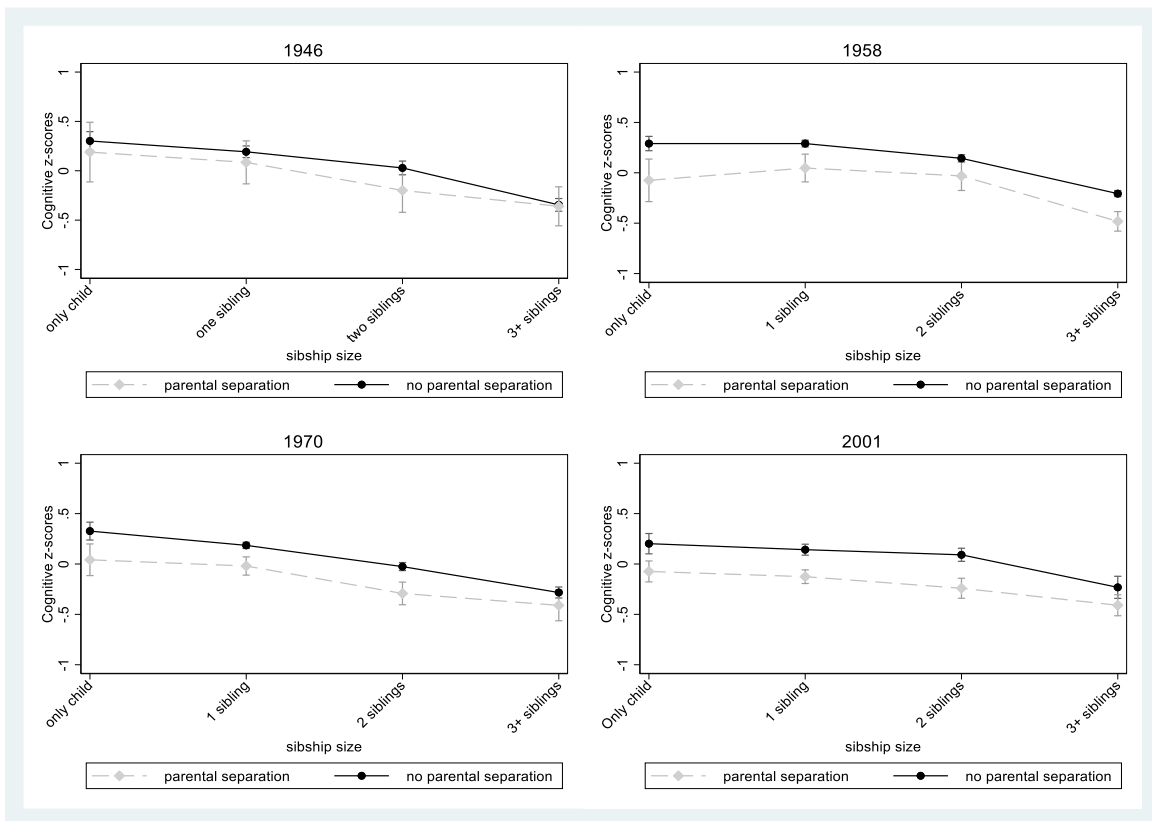 1946
Cognitive z-scores
1
.5
0
-.5
-1
only child
one sibling
two siblings
3+ siblings
sibship size
parental separation
no parental separation
1958
Cognitive z-scores
1
.5
0
-.5
-1
only child
1 sibling
2 siblings
3+ siblings
sibship size
parental separation
no parental separation
1970
Cognitive z-scores
1
.5
0
-.5
-1
only child
1 sibling
2 siblings
3+ siblings
sibship size
parental separation
no parental separation
2001
Cognitive z-scores
1
.5
0
-.5
-1
Only child
1 sibling
2 siblings
3+ siblings
sibship size
parental separation
no parental separation